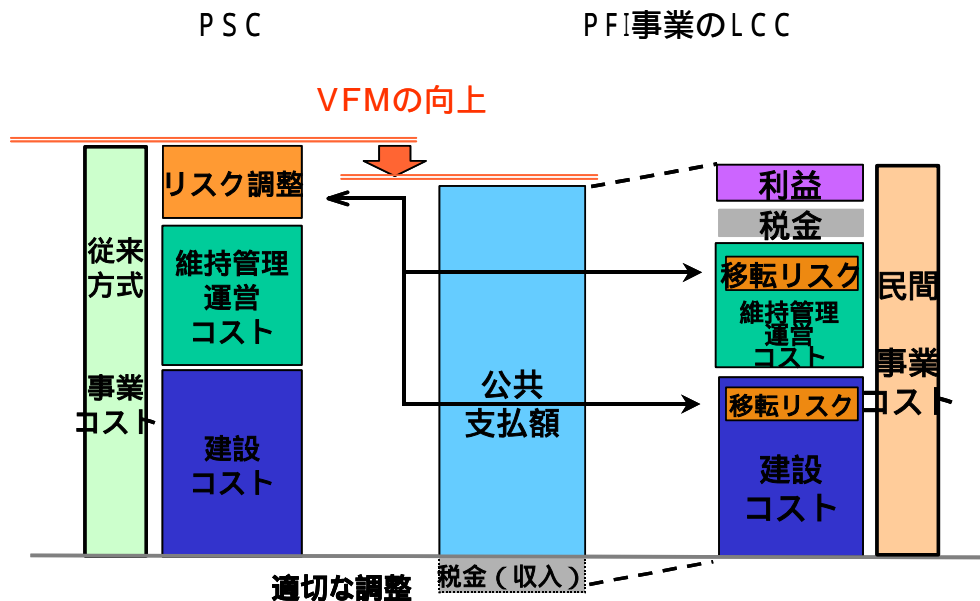 PSC
PFI事業のLCC
VFMの向上
従来
方式
事業
コスト
リスク調整
維持管理
運営
コスト
建設
コスト
公共
支払額
税金（収入）
適切な調整
利益
税金
移転リスク
維持管理
運営
コスト
移転リスク
建設
コスト
民間
事業
コスト